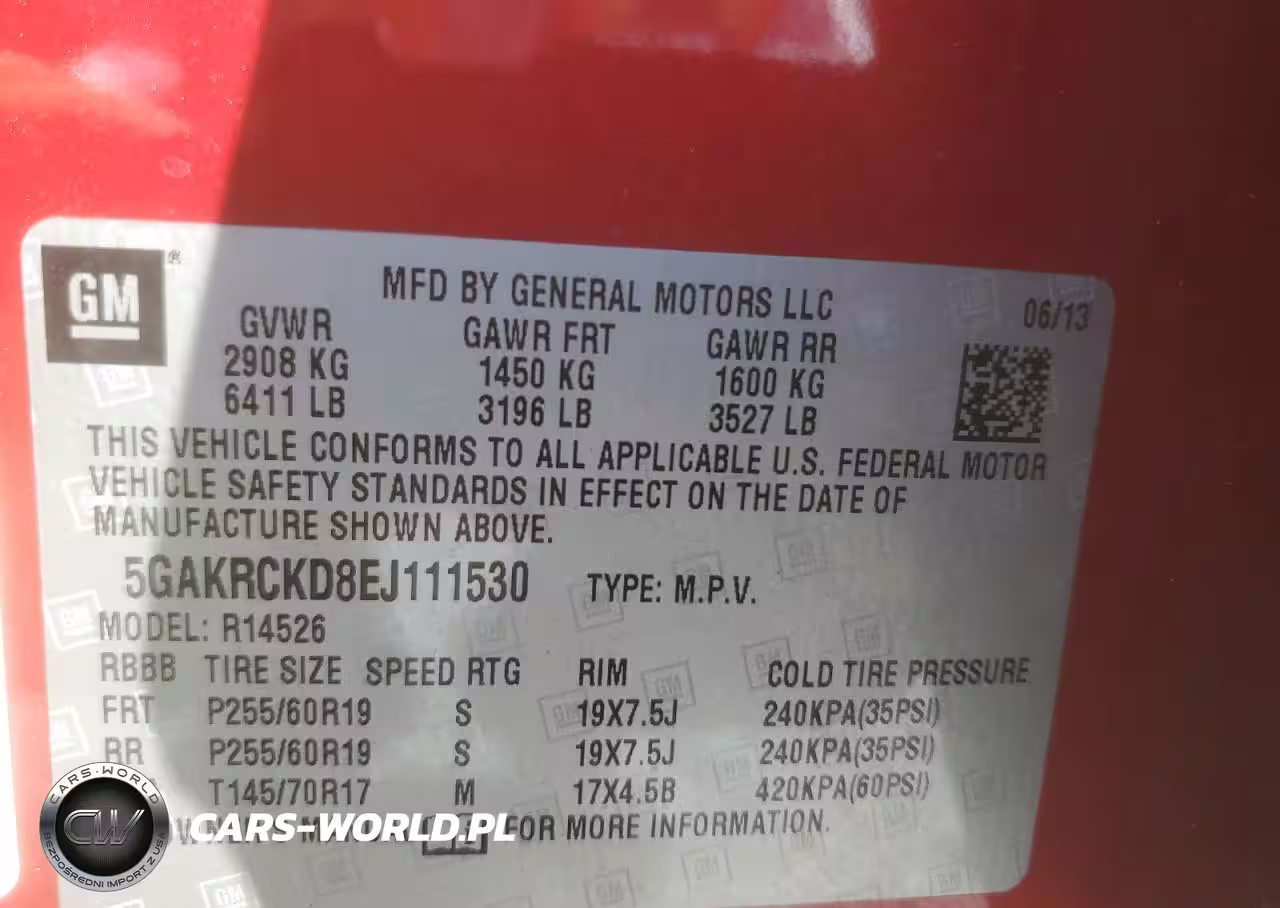 GM
MFD BY GENERAL MOTORS LLC
06/13
GVWR GAWR FRT GAWR RR
2908 KG 1450 KG 1600 KG
6411 LB 3196 LB 3527 LB
THIS VEHICLE CONFORMS TO ALL APPLICABLE U.S. FEDERAL MOTOR
VEHICLE SAFETY STANDARDS IN EFFECT ON THE DATE OF
MANUFACTURE SHOWN ABOVE.
5GAKRCKD8EJ111530 TYPE: M.P.V.
MODEL: R14526
RBBB TIRE SIZE SPEED RTG RIM COLD TIRE PRESSURE
FRT P255/60R19 S 19X7.5J 240KPA(35PSI)
RR P255/60R19 S 19X7.5J 240KPA(35PSI)
T145/70R17 M 17X4.5B 420KPA(60PSI)
FOR MORE INFORMATION.
CARS-WORLD
CW
BEZPOŚREDNI IMPORT Z USA
CARS-WORLD.PL